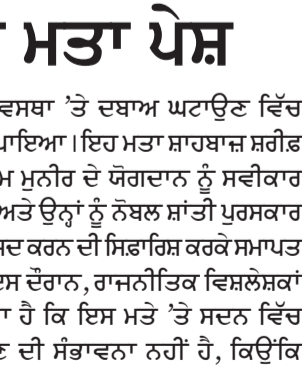 ਮਤਾ ਪੇਸ਼
ਵਸਥਾ ’ਤੇ ਦਬਾਅ ਘਟਾਉਣ ਵਿੱਚ
ਪਾਇਆ। ਇਹ ਮਤਾ ਸ਼ਾਹਬਾਜ਼ ਸ਼ਰੀਫ਼
ਮੁਨੀਰ ਦੇ ਯੋਗਦਾਨ ਨੂੰ ਸਵੀਕਾਰ
ਅਤੇ ਉਨ੍ਹਾਂ ਨੂੰ ਨੋਬਲ ਸ਼ਾਂਤੀ ਪੁਰਸਕਾਰ
ਕਰਨ ਦੀ ਸਿਫ਼ਾਰਿਸ਼ ਕਰਕੇ ਸਮਾਪਤ
ਦੌਰਾਨ, ਰਾਜਨੀਤਿਕ ਵਿਸ਼ਲੇਸ਼ਕਾਂ
ਹੈ ਕਿ ਇਸ ਮਤੇ ’ਤੇ ਸਦਨ ਵਿੱਚ
ਦੀ ਸੰਭਾਵਨਾ ਨਹੀਂ ਹੈ, ਕਿਉਂਕਿ